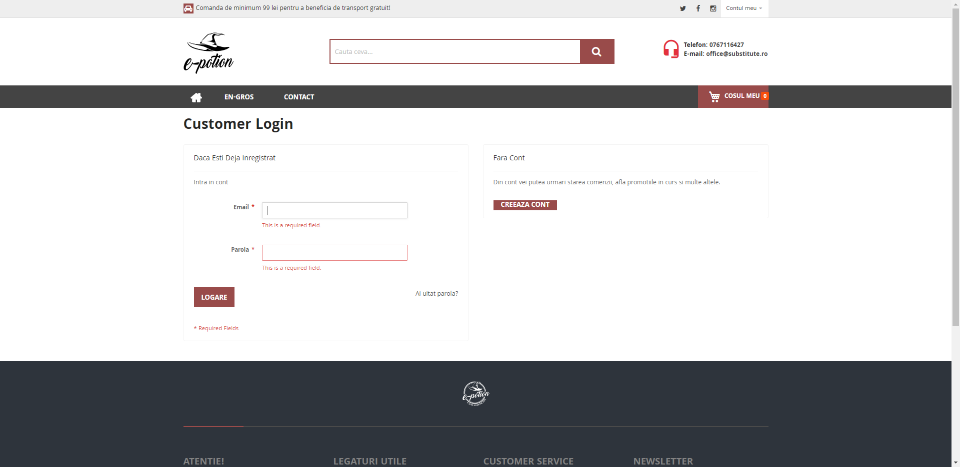 Comanda de minimum 99 lei pentru a beneficia de transport gratuit!
Contul meu
e-potion
Cauta ceva...
Telefon: 0767116427
E-mail: office@substitute.ro
EN-GROS
CONTACT
COSUL MEU 0
Customer Login
Daca Esti Deja Inregistrat
Intra in cont
Email *
This is a required field.
Parola *
This is a required field.
LOGARE
Ai uitat parola?
* Required Fields
Fara Cont
Din cont vei putea urmari starea comenzii, afla promotiile in curs si multe altele.
CREEAZA CONT
e-potion
ATENTIE!
LEGATURI UTILE
CUSTOMER SERVICE
NEWSLETTER